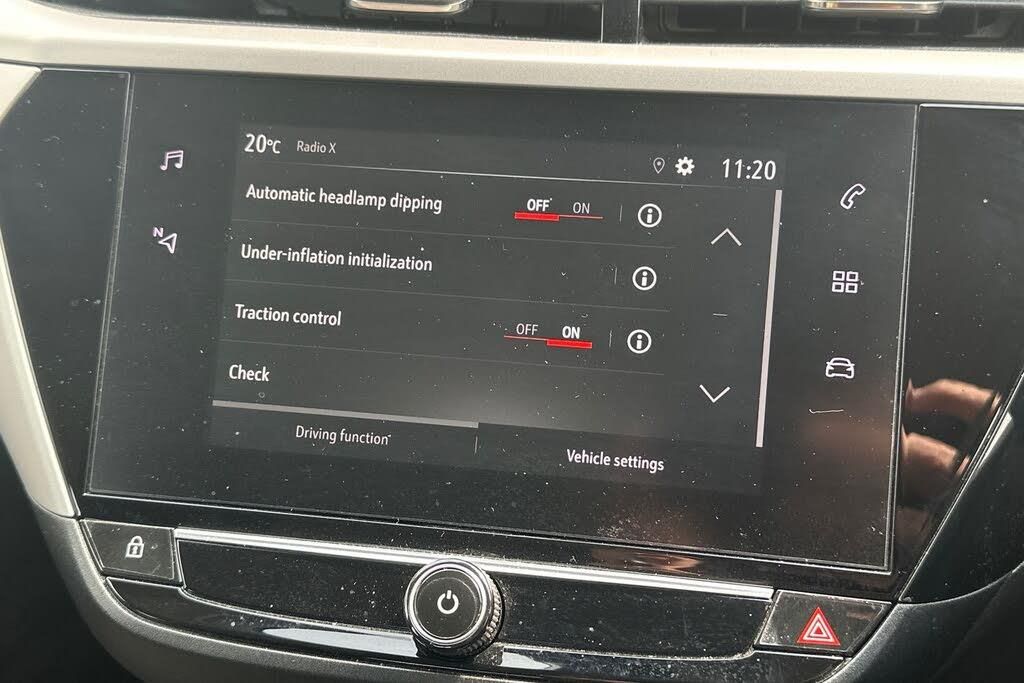 20°C Radio X 11:20
Automatic headlamp dipping OFF ON
Under-inflation initialization
Traction control OFF ON
Check
Driving function
Vehicle settings
N